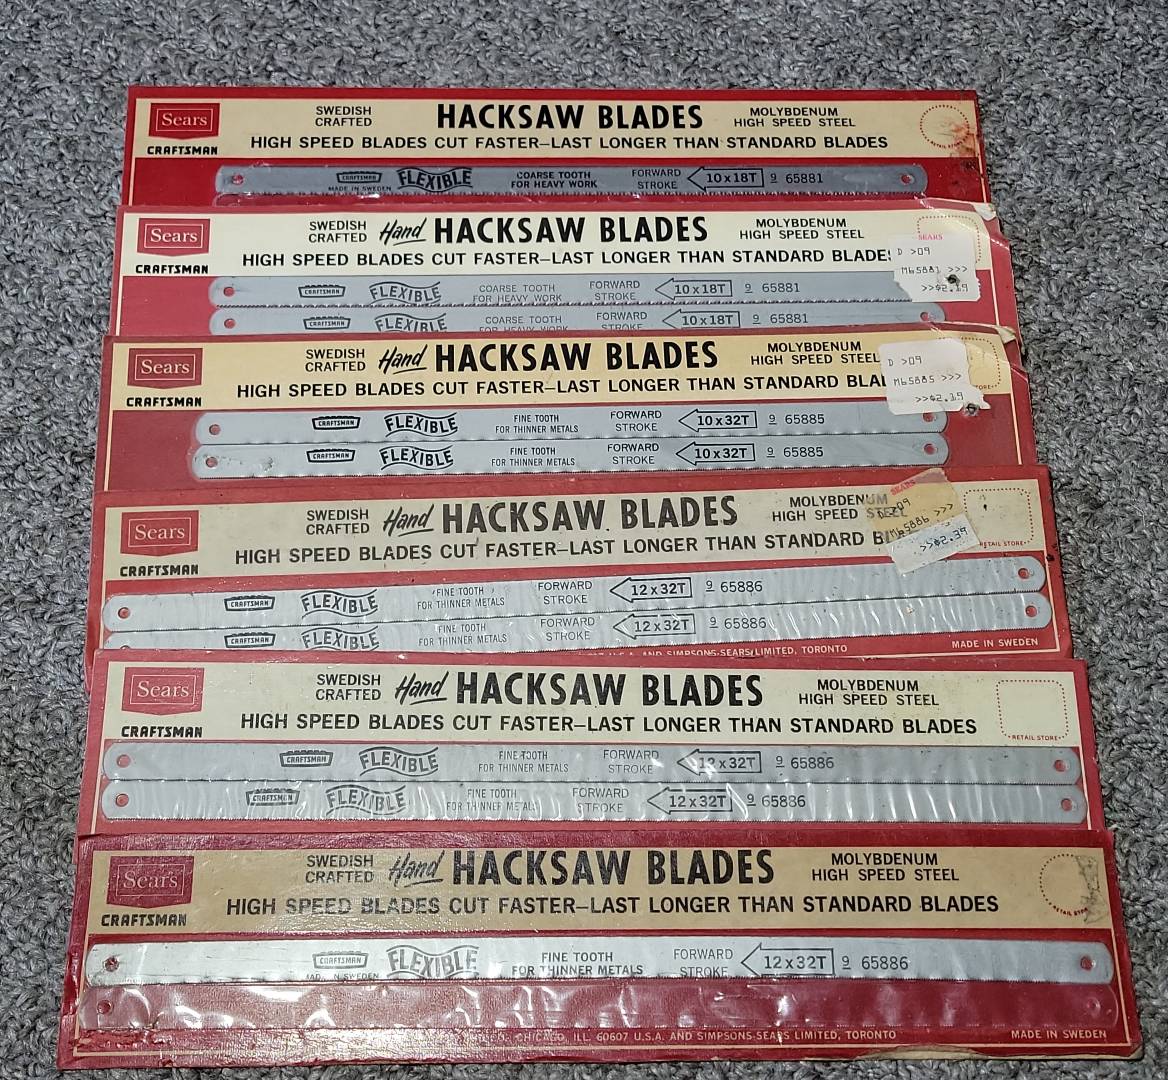 Sears
CRAFTSMAN
SWEDISH CRAFTED
HACKSAW BLADES
MOLYBDENUM HIGH SPEED STEEL
HIGH SPEED BLADES CUT FASTER—LAST LONGER THAN STANDARD BLADES
CRAFTSMAN
MADE IN SWEDEN
FLEXIBLE
COARSE TOOTH FOR HEAVY WORK
FORWARD STROKE
10 x 18T
9 65881
Sears
CRAFTSMAN
SWEDISH CRAFTED
Hand HACKSAW BLADES
MOLYBDENUM HIGH SPEED STEEL
HIGH SPEED BLADES CUT FASTER—LAST LONGER THAN STANDARD BLADES
SEARS
D >09
M65881 >>>
>>$2.19
CRAFTSMAN FLEXIBLE COARSE TOOTH FOR HEAVY WORK FORWARD STROKE 10 x 18T 9 65881
CRAFTSMAN FLEXIBLE COARSE TOOTH FOR HEAVY WORK FORWARD STROKE 10 x 18T 9 65881
Sears
CRAFTSMAN
SWEDISH CRAFTED
Hand HACKSAW BLADES
MOLYBDENUM HIGH SPEED STEEL
HIGH SPEED BLADES CUT FASTER—LAST LONGER THAN STANDARD
D >09
M65885 >>>
>>$2.19
CRAFTSMAN FLEXIBLE FINE TOOTH FOR THINNER METALS FORWARD STROKE 10 x 32T 9 65885
CRAFTSMAN FLEXIBLE FINE TOOTH FOR THINNER METALS FORWARD STROKE 10 x 32T 9 65885
Sears
CRAFTSMAN
SWEDISH CRAFTED
Hand HACKSAW BLADES
MOLYBDENUM HIGH SPEED
HIGH SPEED BLADES CUT FASTER—LAST LONGER THAN STANDARD
SEARS
M65886 >>>
>>$2.39
RETAIL STORE
CRAFTSMAN FLEXIBLE FINE TOOTH FOR THINNER METALS FORWARD STROKE 12 x 32T 9 65886
CRAFTSMAN FLEXIBLE FINE TOOTH FOR THINNER METALS FORWARD STROKE 12 x 32T 9 65886
U.S.A. AND SIMPSONS-SEARS LIMITED, TORONTO
MADE IN SWEDEN
Sears
CRAFTSMAN
SWEDISH CRAFTED
Hand HACKSAW BLADES
MOLYBDENUM HIGH SPEED STEEL
HIGH SPEED BLADES CUT FASTER—LAST LONGER THAN STANDARD BLADES
RETAIL STORE
CRAFTSMAN FLEXIBLE FINE TOOTH FOR THINNER METALS FORWARD STROKE 12 x 32T 9 65886
CRAFTSMAN FLEXIBLE FINE TOOTH FOR THINNER METALS FORWARD STROKE 12 x 32T 9 65886
Sears
CRAFTSMAN
SWEDISH CRAFTED
Hand HACKSAW BLADES
MOLYBDENUM HIGH SPEED STEEL
HIGH SPEED BLADES CUT FASTER—LAST LONGER THAN STANDARD BLADES
CRAFTSMAN
FLEXIBLE
FINE TOOTH FOR THINNER METALS
FORWARD STROKE
12 x 32T
9 65886
CHICAGO, ILL. 60607 U.S.A. AND SIMPSONS-SEARS LIMITED, TORONTO
MADE IN SWEDEN